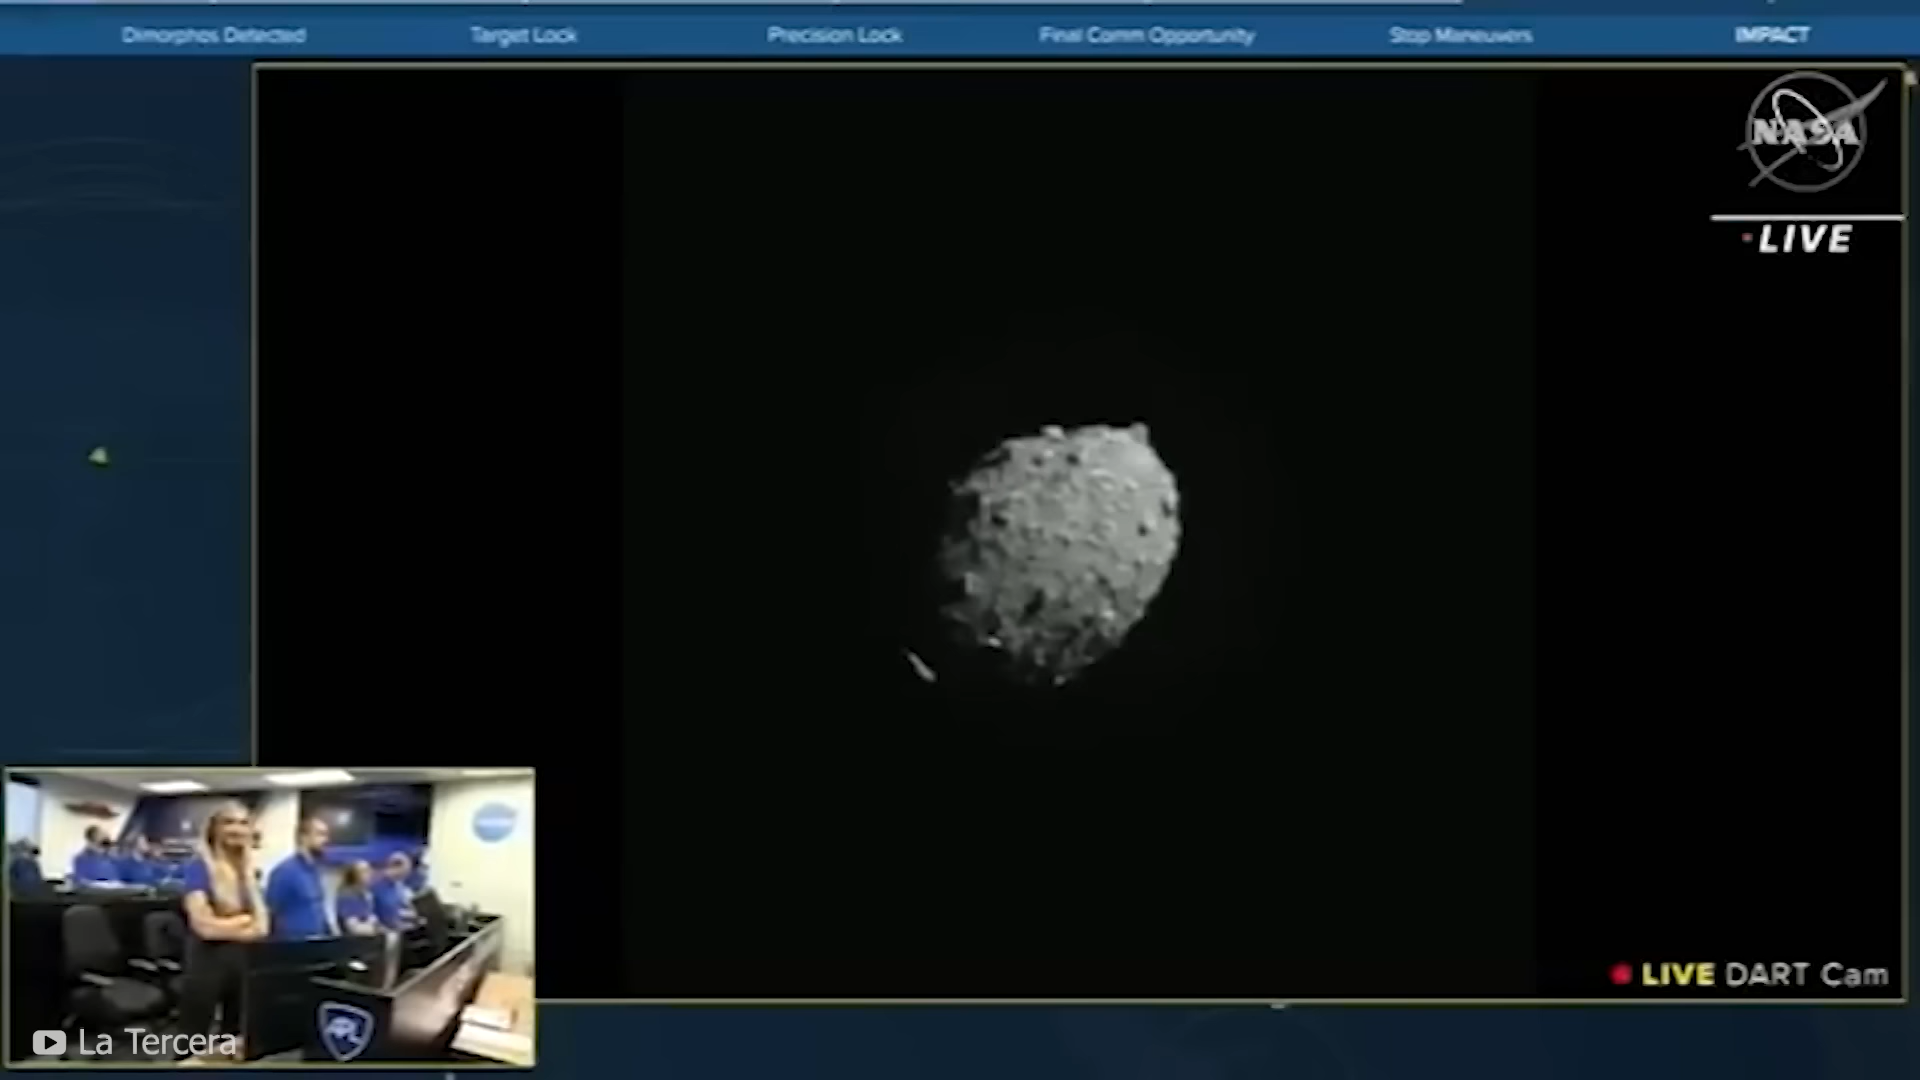 Dimorphos Detected
Target Lock
Precision Lock
Final Comm Opportunity
Stop Maneuvers
IMPACT
NASA
LIVE
LIVE DART Cam
APL
La Tercera